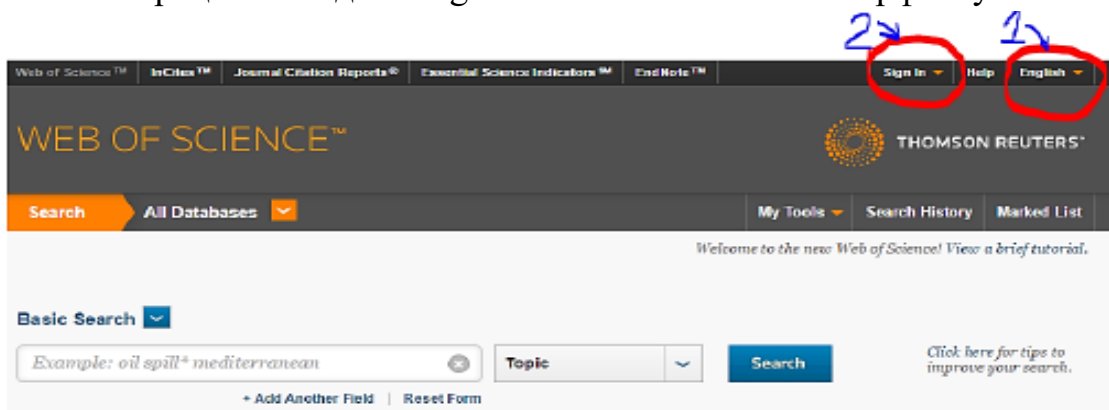 2 1
Web of Science™ InCites™ Journal Citation Reports® Essential Science Indicators℠ EndNote™ Sign In Help English
WEB OF SCIENCE™ THOMSON REUTERS™
Search All Databases My Tools Search History Marked List
Welcome to the new Web of Science! View a brief tutorial.
Basic Search
Example: oil spill* mediterranean Topic Search Click here for tips to
improve your search.
+ Add Another Field | Reset Form